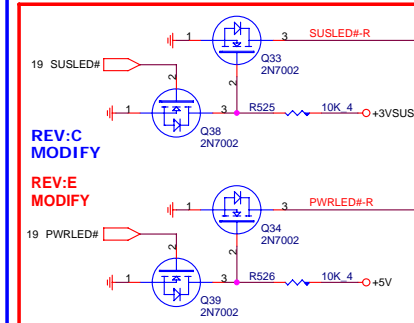 1 3 SUSLED#-R
Q33
2N7002
2
19 SUSLED#
2
1 3 R525 10K_4 +3VSUS
Q38
2N7002
REV:C
MODIFY
REV:E
MODIFY
1 3 PWRLED#-R
Q34
2N7002
2
19 PWRLED#
2
1 3 R526 10K_4 +5V
Q39
2N7002